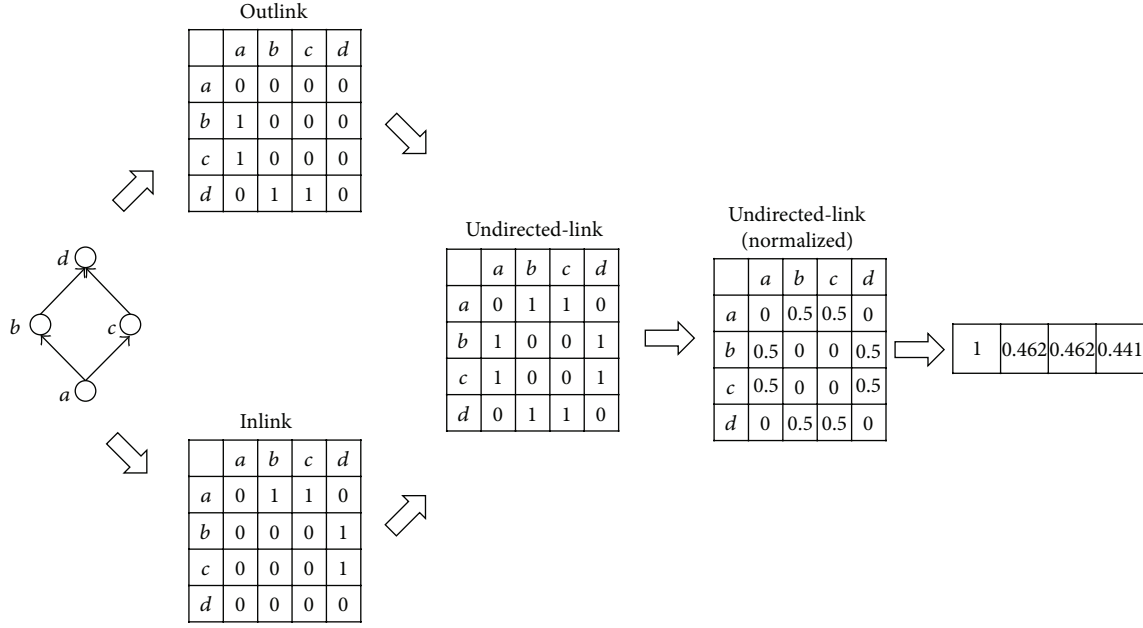 Outlink
a b c d
a 0 0 0 0
b 1 0 0 0
c 1 0 0 0
d 0 1 1 0
d
b c
a
Inlink
a b c d
a 0 1 1 0
b 0 0 0 1
c 0 0 0 1
d 0 0 0 0
Undirected-link
a b c d
a 0 1 1 0
b 1 0 0 1
c 1 0 0 1
d 0 1 1 0
Undirected-link
(normalized)
a b c d
a 0 0.5 0.5 0
b 0.5 0 0 0.5
c 0.5 0 0 0.5
d 0 0.5 0.5 0
1 0.462 0.462 0.441